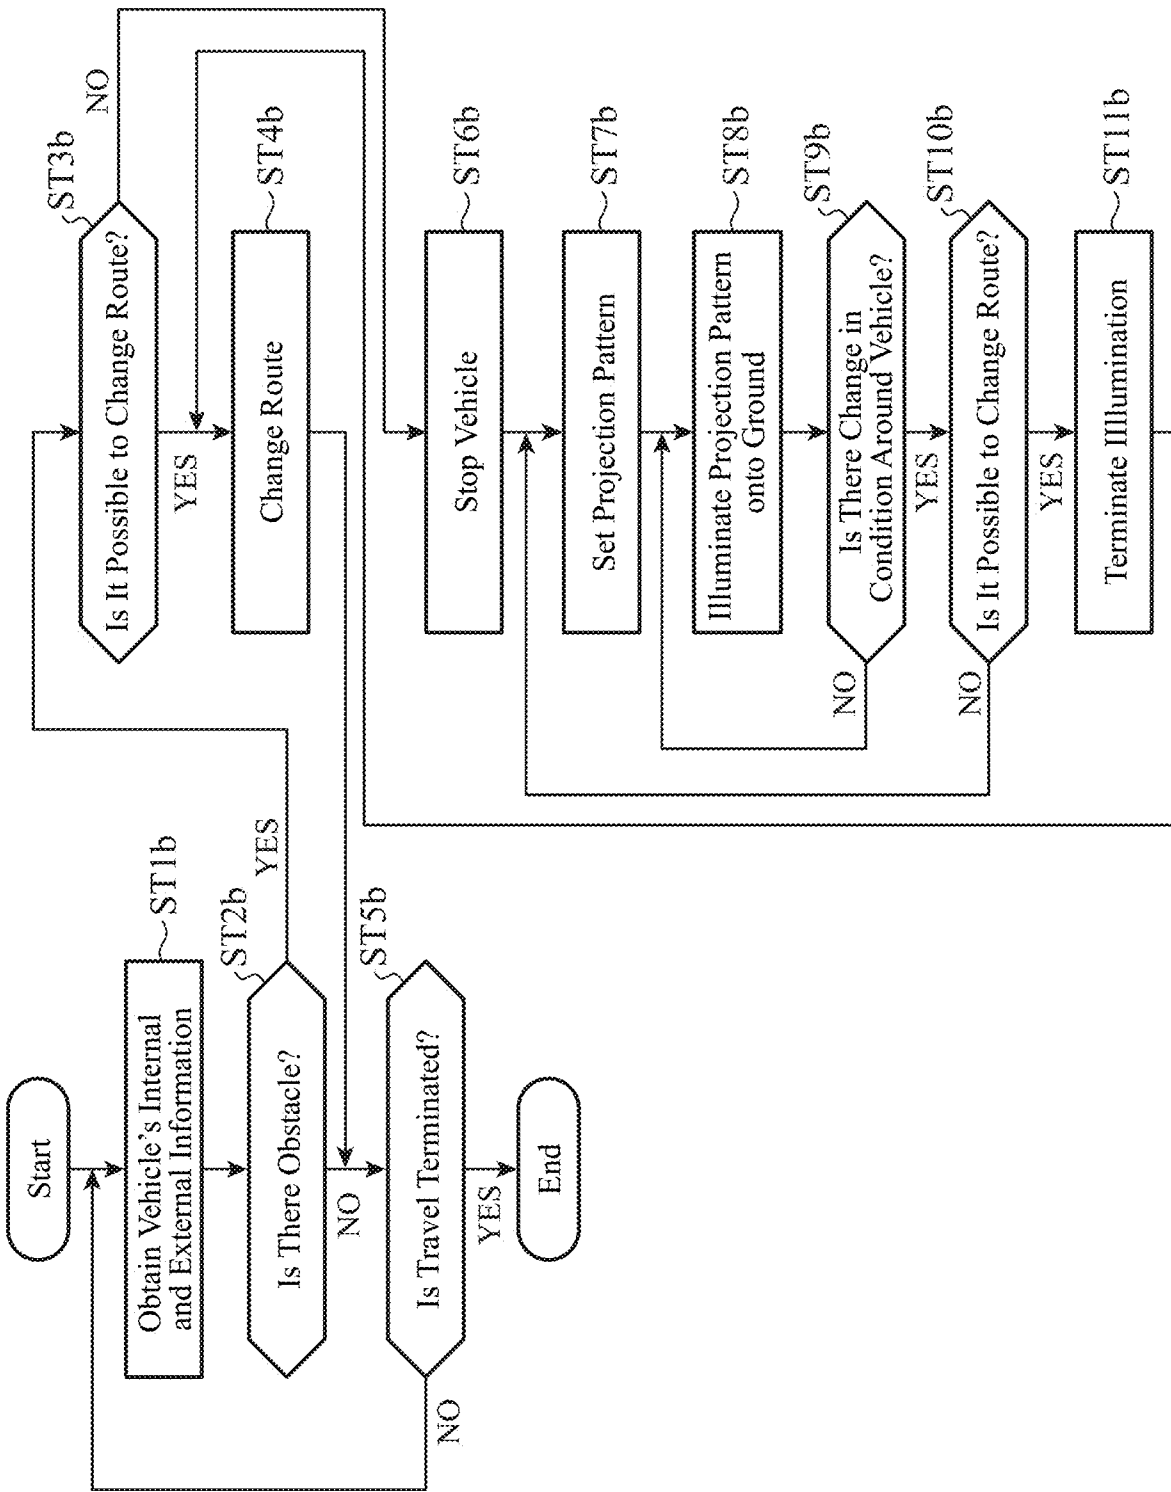 Start
Obtain Vehicle's Internal
and External Information
ST1b
Is There Obstacle?
ST2b
YES
NO
Is Travel Terminated?
ST5b
NO
YES
End
Is It Possible to Change Route?
ST3b
NO
YES
Change Route
ST4b
Stop Vehicle
ST6b
Set Projection Pattern
ST7b
Illuminate Projection Pattern
onto Ground
ST8b
Is There Change in
Condition Around Vehicle?
ST9b
NO
YES
Is It Possible to Change Route?
ST10b
NO
YES
Terminate Illumination
ST11b